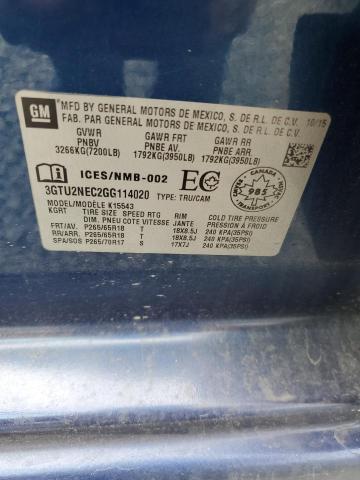 GM
MFD BY GENERAL MOTORS DE MEXICO, S. DE R.L. DE C.V. 10/15
FAB. PAR GENERAL MOTORS DE MEXICO, S. DE R.L. DE C.V.
GVWR GAWR FRT GAWR RR
PNBV PNBE AV. PNBE ARR
3266KG(7200LB) 1792KG(3950LB) 1792KG(3950LB)
ICES/NMB-002 EC
3GTU2NEC2GG114020 TYPE: TRU/CAM
CANADA 985 TRANSPORT
MODEL/MODÈLE K15543
KGRT TIRE SIZE SPEED RTG RIM COLD TIRE PRESSURE
DIM. PNEU COTE VITESSE JANTE PRESSION À FROID
FRT/AV. P265/65R18 T 18X8.5J 240 KPA(35PSI)
RR/ARR. P265/65R18 T 18X8.5J 240 KPA(35PSI)
SPA/SOS P265/70R17 S 17X7J 240 KPA(35PSI)